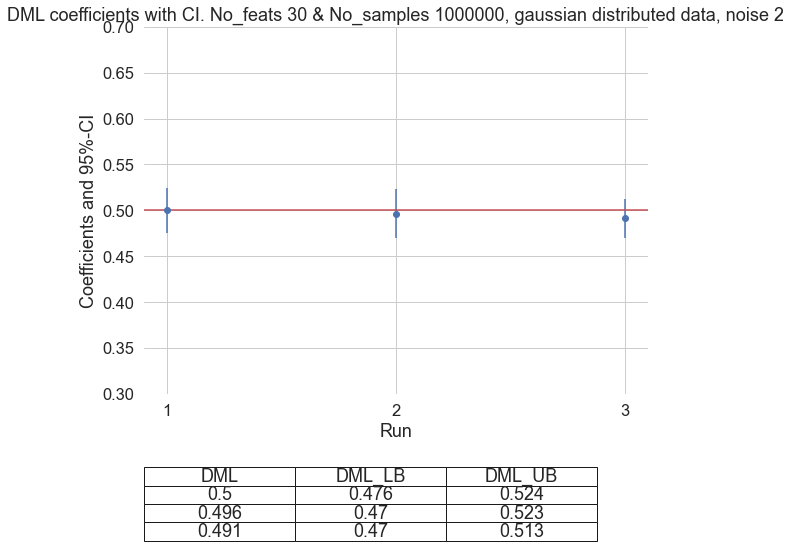 DML coefficients with CI. No_feats 30 & No_samples 1000000, gaussian distributed data, noise 2
0.70
0.65
0.60
0.55
0.50
0.45
0.40
0.35
0.30
Coefficients and 95%-CI
1 2 3
Run
DML DML_LB DML_UB
0.5 0.476 0.524
0.496 0.47 0.523
0.491 0.47 0.513